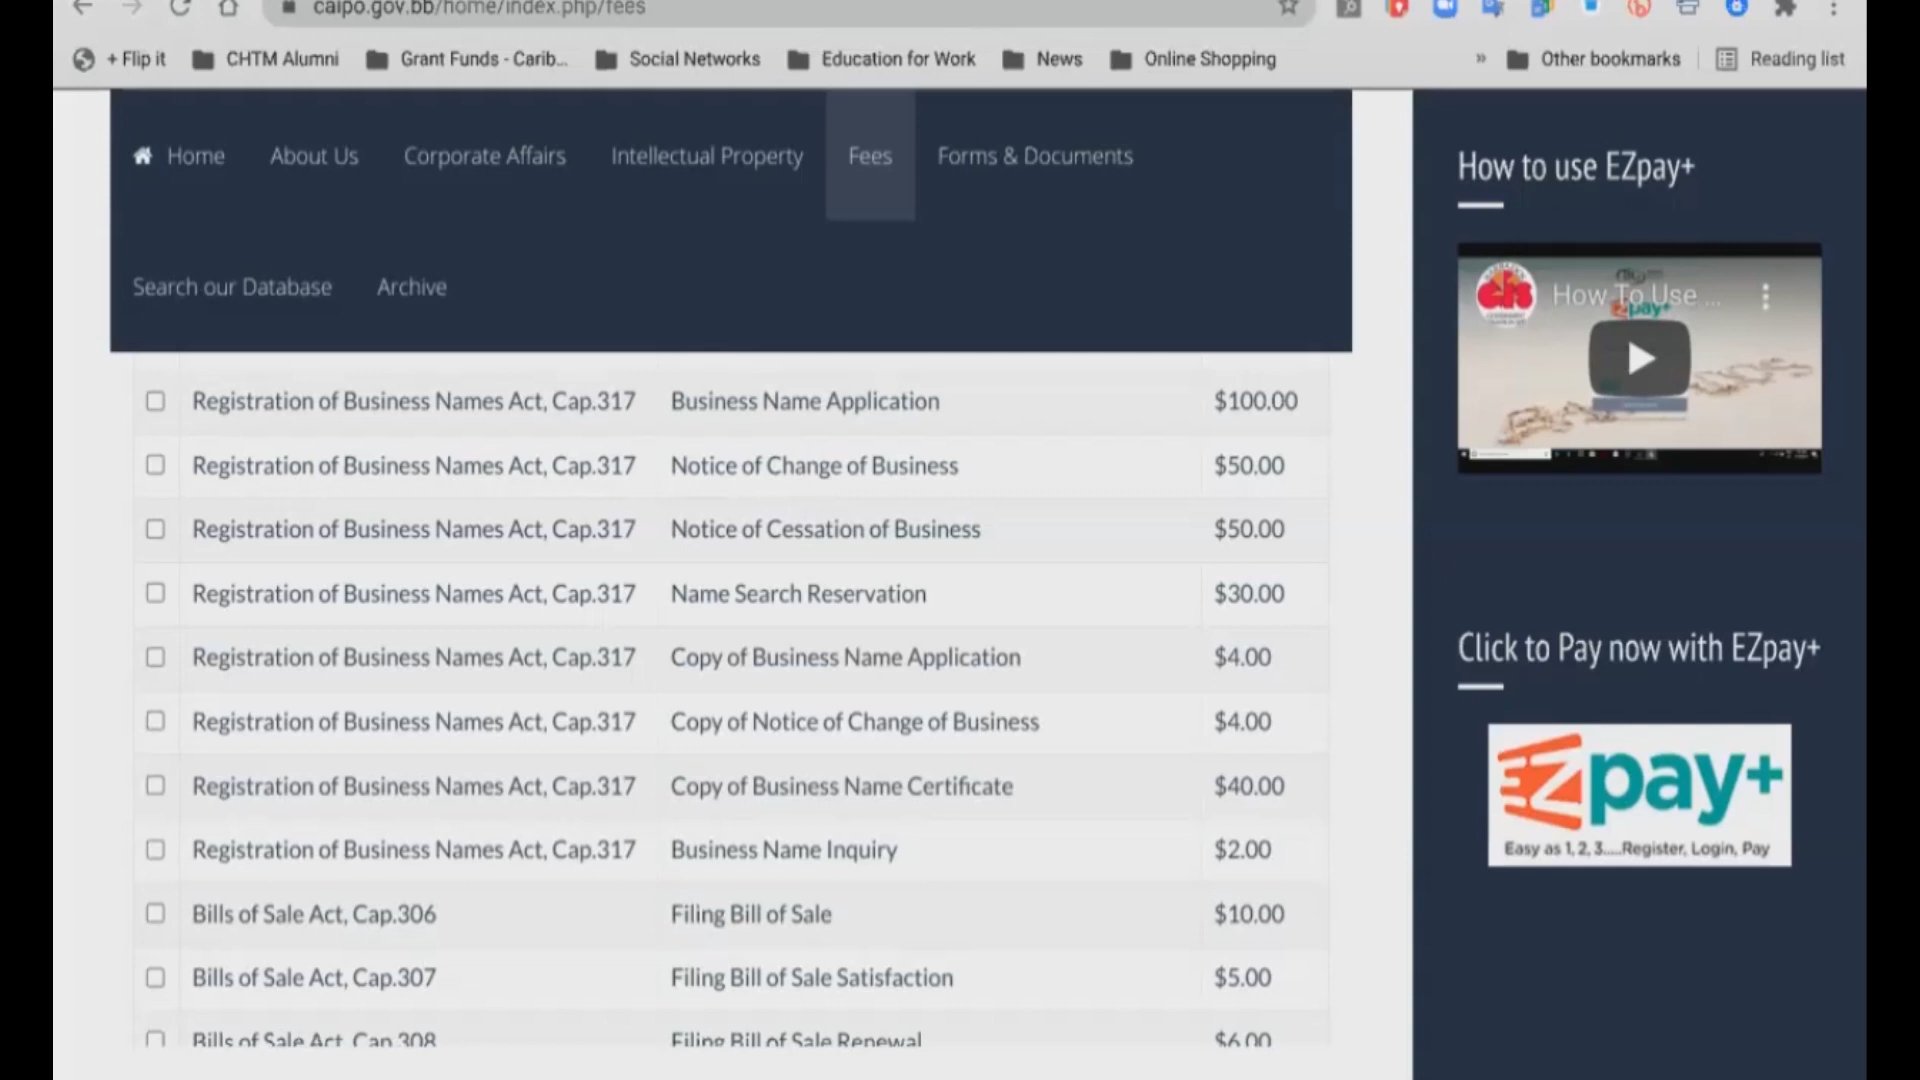 caipo.gov.bb/home/index.php/fees
+ Flip it CHTM Alumni Grant Funds - Carib... Social Networks Education for Work News Online Shopping » Other bookmarks Reading list
Home About Us Corporate Affairs Intellectual Property Fees Forms & Documents
Search our Database Archive
Registration of Business Names Act, Cap.317 Business Name Application $100.00
Registration of Business Names Act, Cap.317 Notice of Change of Business $50.00
Registration of Business Names Act, Cap.317 Notice of Cessation of Business $50.00
Registration of Business Names Act, Cap.317 Name Search Reservation $30.00
Registration of Business Names Act, Cap.317 Copy of Business Name Application $4.00
Registration of Business Names Act, Cap.317 Copy of Notice of Change of Business $4.00
Registration of Business Names Act, Cap.317 Copy of Business Name Certificate $40.00
Registration of Business Names Act, Cap.317 Business Name Inquiry $2.00
Bills of Sale Act, Cap.306 Filing Bill of Sale $10.00
Bills of Sale Act, Cap.307 Filing Bill of Sale Satisfaction $5.00
Bills of Sale Act, Cap.308 Filing Bill of Sale Renewal $6.00
How to use EZpay+
How To Use ...
pay+
Click to Pay now with EZpay+
EZpay+
Easy as 1, 2, 3....Register, Login, Pay